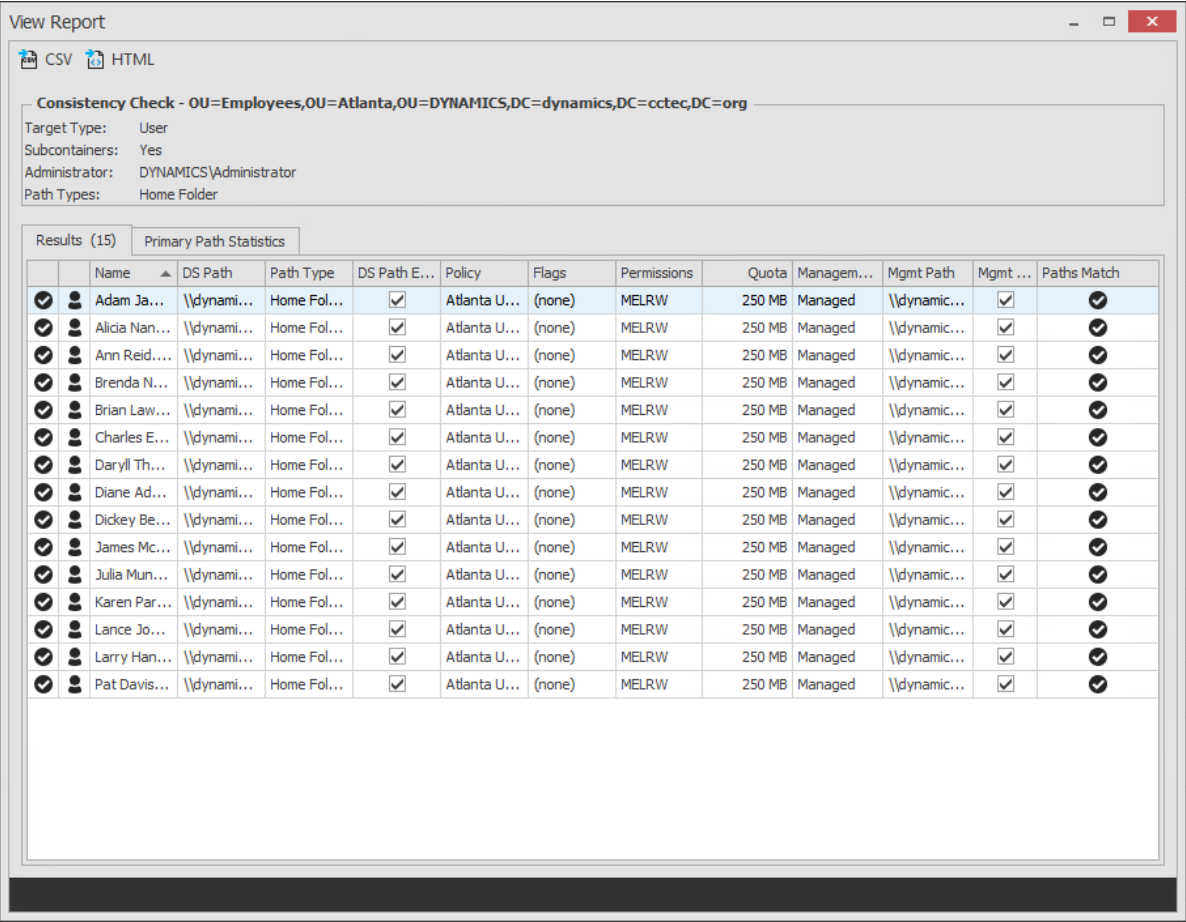 View Report
CSV HTML
Consistency Check - OU=Employees,OU=Atlanta,OU=DYNAMICS,DC=dynamics,DC=cctec,DC=org
Target Type: User
Subcontainers: Yes
Administrator: DYNAMICS\Administrator
Path Types: Home Folder
Results (15) Primary Path Statistics
Name DS Path Path Type DS Path E... Policy Flags Permissions Quota Managem... Mgmt Path Mgmt ... Paths Match
Adam Ja... \\dynami... Home Fol... Atlanta U... (none) MELRW 250 MB Managed \\dynamic...
Alicia Nan... \\dynami... Home Fol... Atlanta U... (none) MELRW 250 MB Managed \\dynamic...
Ann Reid.... \\dynami... Home Fol... Atlanta U... (none) MELRW 250 MB Managed \\dynamic...
Brenda N... \\dynami... Home Fol... Atlanta U... (none) MELRW 250 MB Managed \\dynamic...
Brian Law... \\dynami... Home Fol... Atlanta U... (none) MELRW 250 MB Managed \\dynamic...
Charles E... \\dynami... Home Fol... Atlanta U... (none) MELRW 250 MB Managed \\dynamic...
Daryll Th... \\dynami... Home Fol... Atlanta U... (none) MELRW 250 MB Managed \\dynamic...
Diane Ad... \\dynami... Home Fol... Atlanta U... (none) MELRW 250 MB Managed \\dynamic...
Dickey Be... \\dynami... Home Fol... Atlanta U... (none) MELRW 250 MB Managed \\dynamic...
James Mc... \\dynami... Home Fol... Atlanta U... (none) MELRW 250 MB Managed \\dynamic...
Julia Mun... \\dynami... Home Fol... Atlanta U... (none) MELRW 250 MB Managed \\dynamic...
Karen Par... \\dynami... Home Fol... Atlanta U... (none) MELRW 250 MB Managed \\dynamic...
Lance Jo... \\dynami... Home Fol... Atlanta U... (none) MELRW 250 MB Managed \\dynamic...
Larry Han... \\dynami... Home Fol... Atlanta U... (none) MELRW 250 MB Managed \\dynamic...
Pat Davis... \\dynami... Home Fol... Atlanta U... (none) MELRW 250 MB Managed \\dynamic...